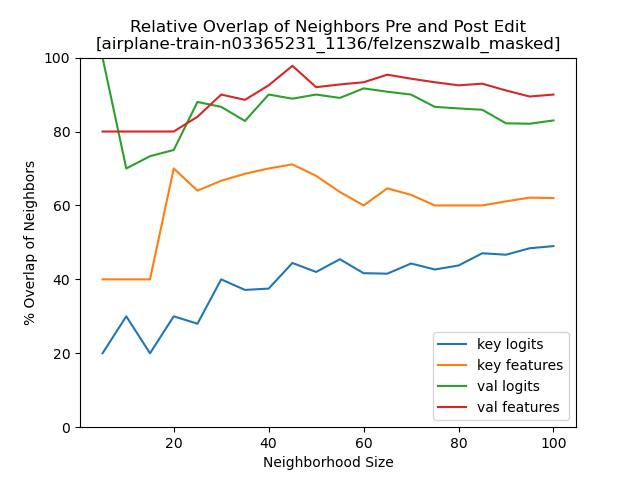 Relative Overlap of Neighbors Pre and Post Edit
[airplane-train-n03365231_1136/felzenszwalb_masked]
100
80
60
40
20
0
% Overlap of Neighbors
key logits
key features
val logits
val features
20
40
60
80
100
Neighborhood Size